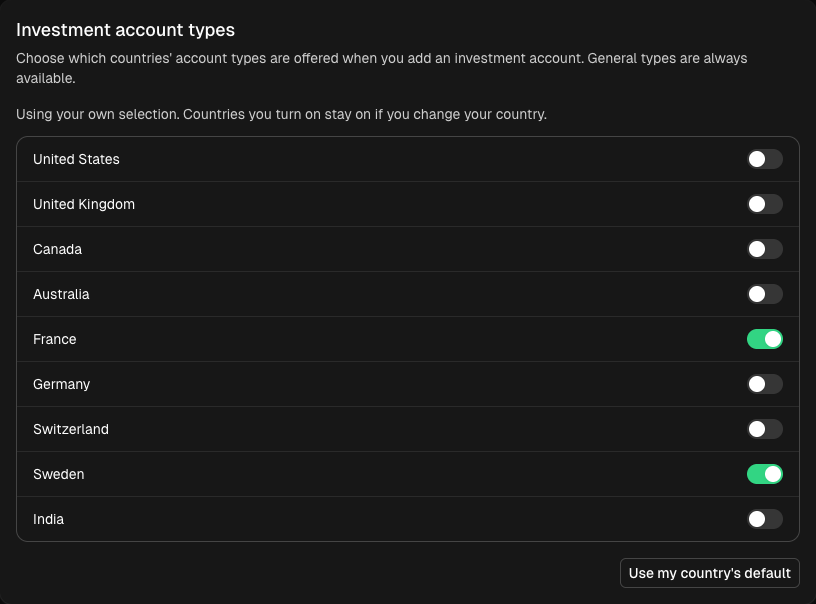 Investment account types
Choose which countries' account types are offered when you add an investment account. General types are always
available.
Using your own selection. Countries you turn on stay on if you change your country.
United States
United Kingdom
Canada
Australia
France
Germany
Switzerland
Sweden
India
Use my country's default